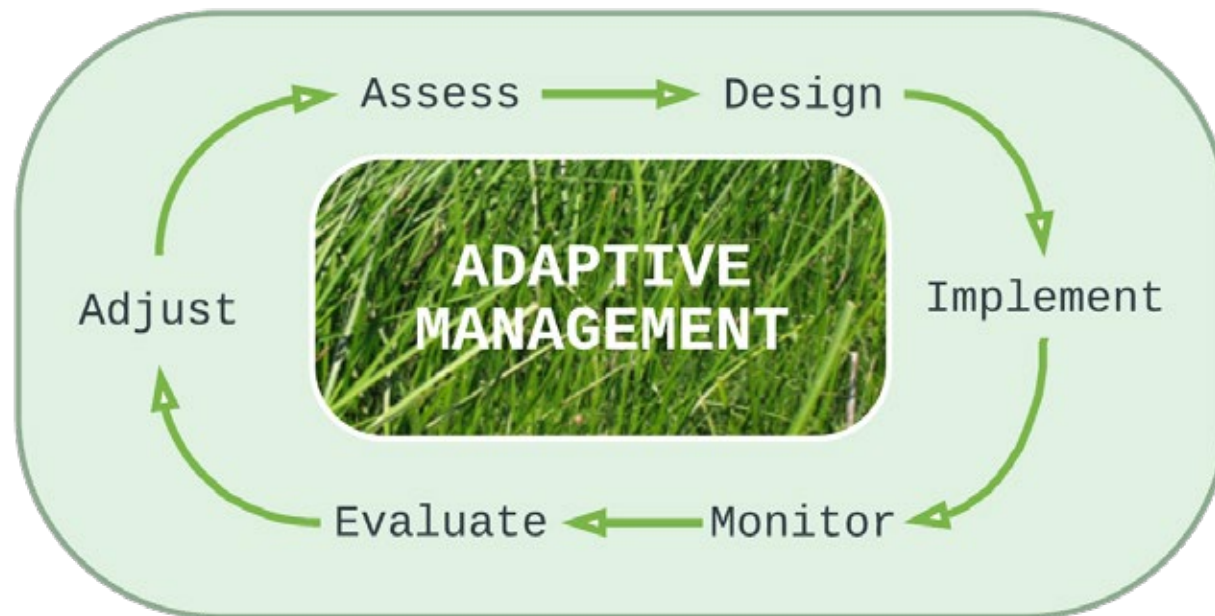 Assess
Design
ADAPTIVE
MANAGEMENT
Adjust
Implement
Evaluate
Monitor